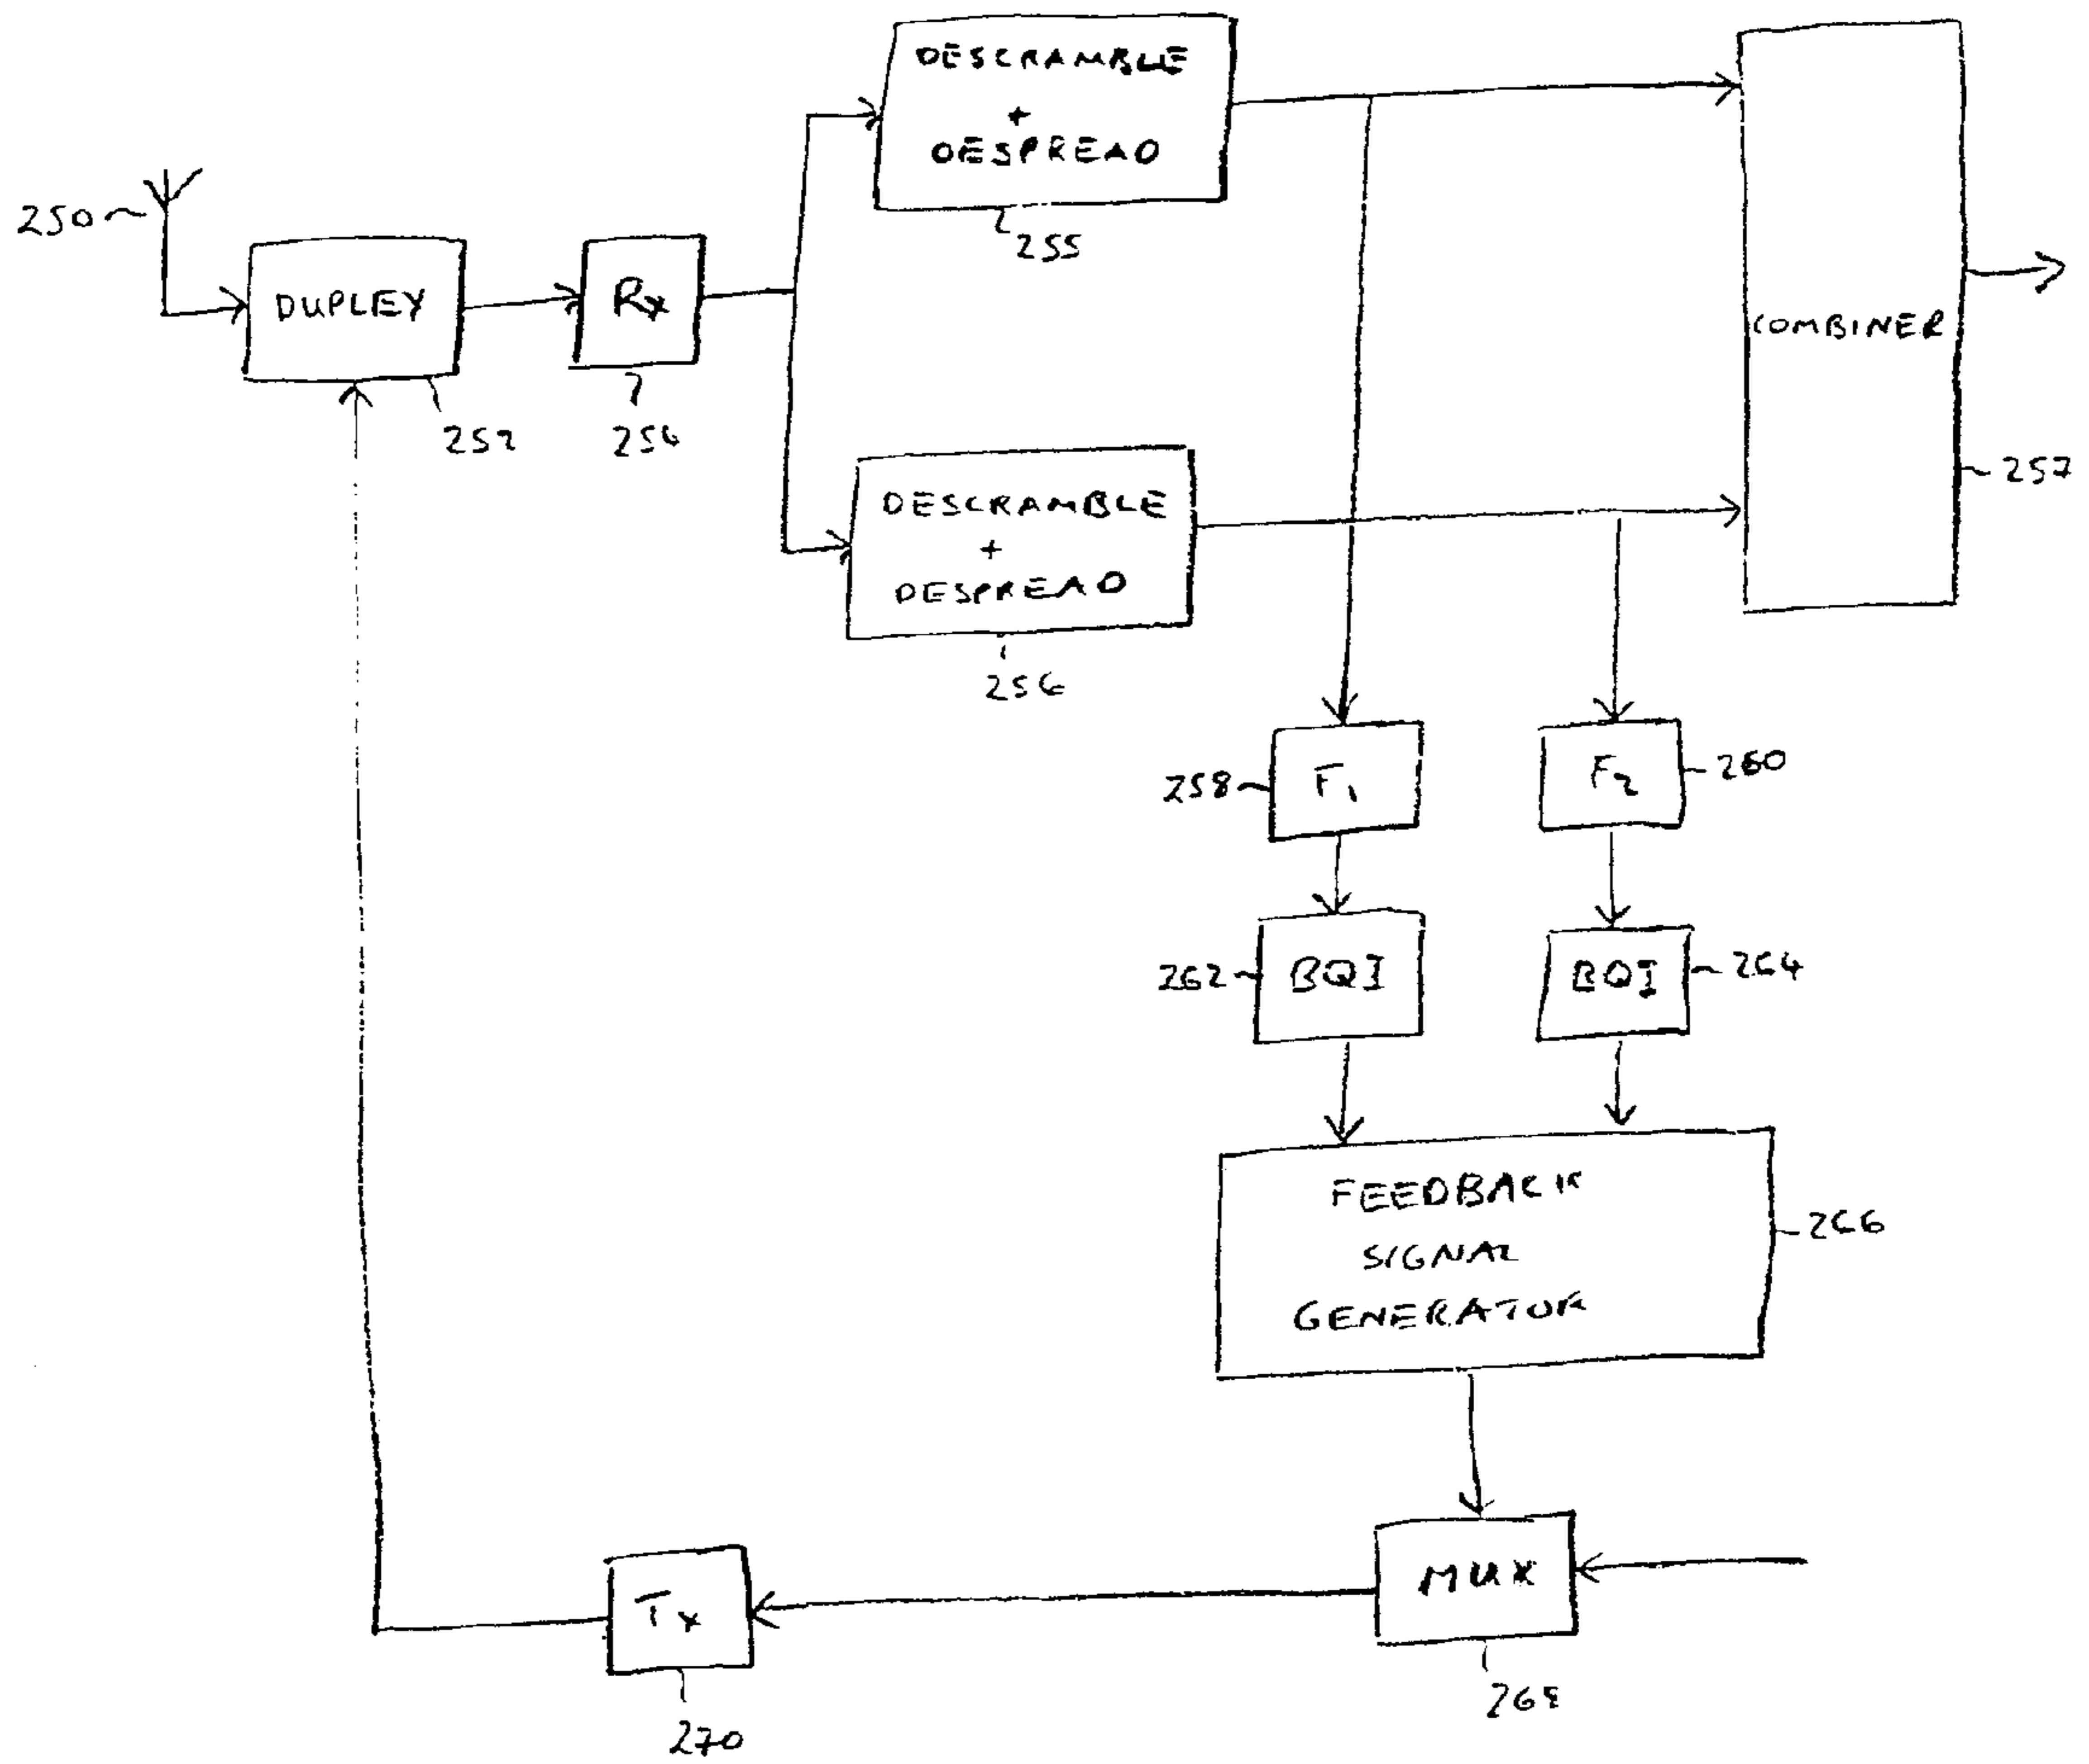 DESCRAMBLE
+
DESPREAD
255
250
DUPLEX
252
Rx
254
COMBINER
257
DESCRAMBLE
+
DESPREAD
256
258
F1
F2
260
262
BQI
BQI
264
FEEDBACK
SIGNAL
GENERATOR
266
MUX
268
Tx
270